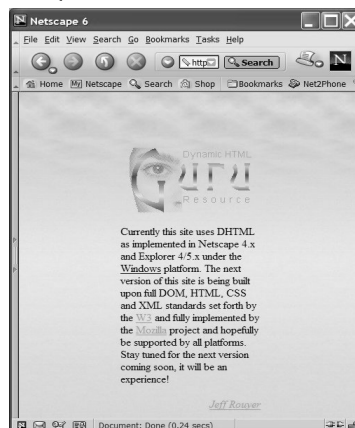 Netscape 6
File Edit View Search Go Bookmarks Tasks Help
http Search N
Home My Netscape Search Shop Bookmarks Net2Phone
Dynamic HTML
Guru
Resource
Currently this site uses DHTML
as implemented in Netscape 4.x
and Explorer 4/5.x under the
Windows platform. The next
version of this site is being built
upon full DOM, HTML, CSS
and XML standards set forth by
the W3 and fully implemented by
the Mozilla project and hopefully
be supported by all platforms.
Stay tuned for the next version
coming soon, it will be an
experience!
Jeff Rouyer
Document: Done (0.24 secs)